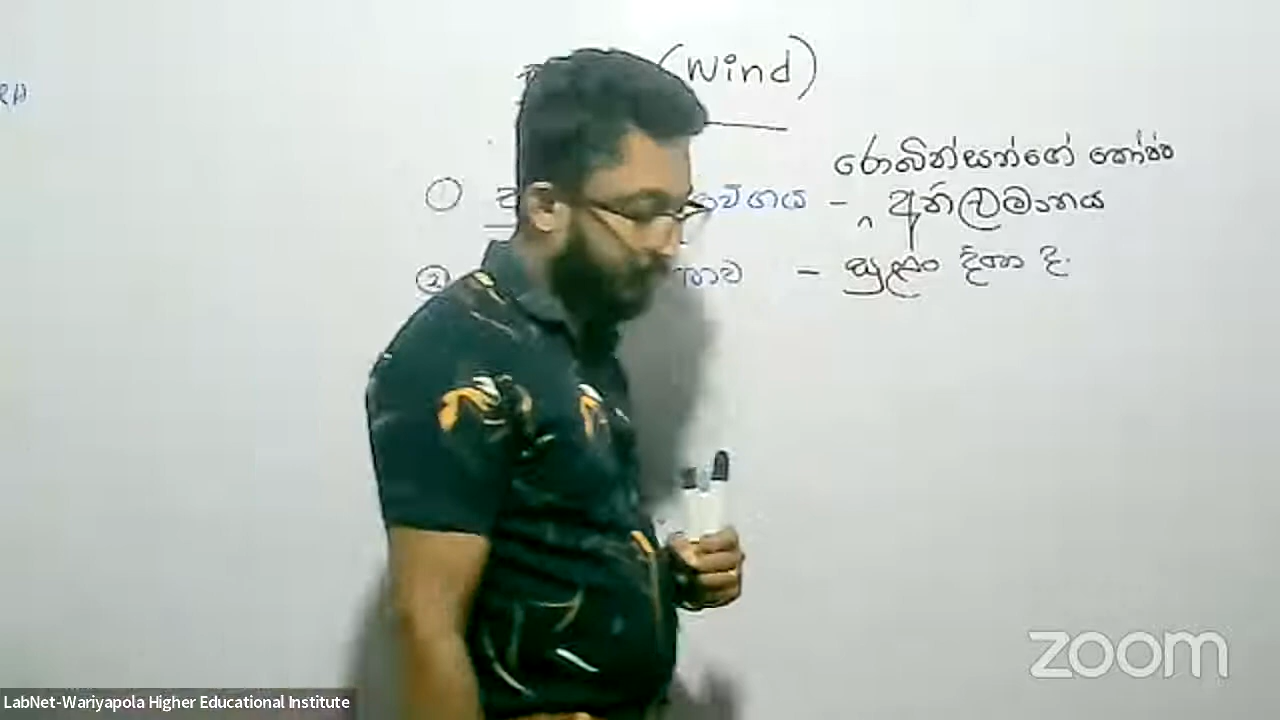 (Wind)
රොබින්සන්ගේ කෝප්ප
① වේගය - ^ අනිලමානය
② - සුළං දිශා ද
zoom
LabNet-Wariyapola Higher Educational Institute